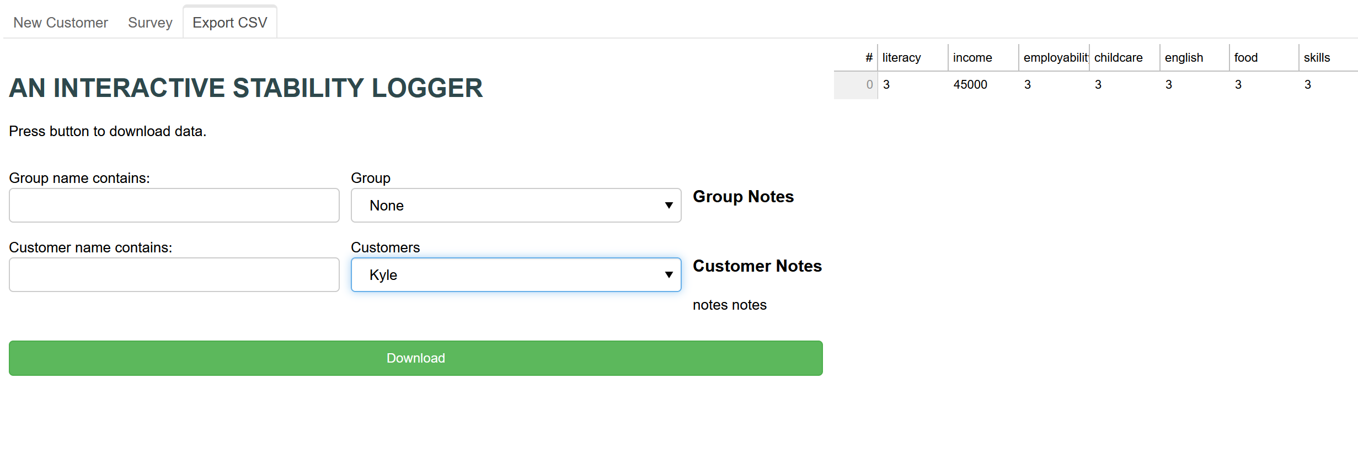 New Customer Survey Export CSV
# literacy income employabilit childcare english food skills
0 3 45000 3 3 3 3 3
AN INTERACTIVE STABILITY LOGGER
Press button to download data.
Group name contains: Group
None
Group Notes
Customer name contains: Customers
Kyle
Customer Notes
notes notes
Download